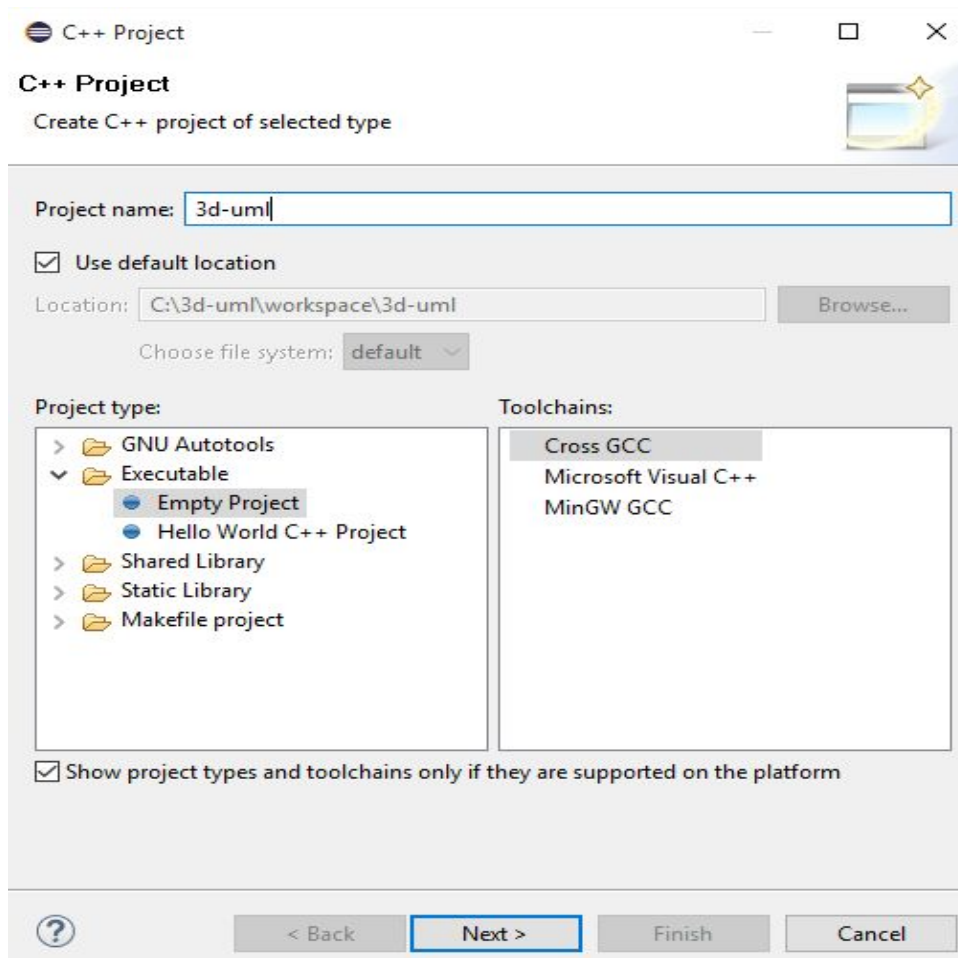 C++ Project
C++ Project
Create C++ project of selected type
Project name: 3d-uml
Use default location
Location: C:\3d-uml\workspace\3d-uml Browse...
Choose file system: default
Project type:
GNU Autotools
Executable
Empty Project
Hello World C++ Project
Shared Library
Static Library
Makefile project
Toolchains:
Cross GCC
Microsoft Visual C++
MinGW GCC
Show project types and toolchains only if they are supported on the platform
? < Back Next > Finish Cancel